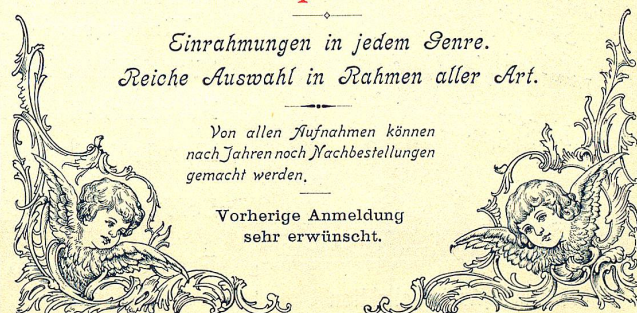 Einrahmungen in jedem Genre.
Reiche Auswahl in Rahmen aller Art.
Von allen Aufnahmen können
nach Jahren noch Nachbestellungen
gemacht werden.
Vorherige Anmeldung
sehr erwünscht.